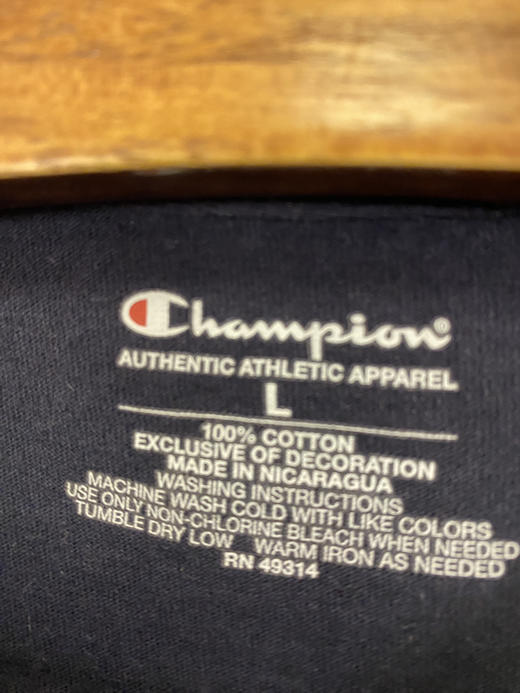 Champion®
AUTHENTIC ATHLETIC APPAREL
L
100% COTTON
EXCLUSIVE OF DECORATION
MADE IN NICARAGUA
WASHING INSTRUCTIONS
MACHINE WASH COLD WITH LIKE COLORS
USE ONLY NON-CHLORINE BLEACH WHEN NEEDED
TUMBLE DRY LOW WARM IRON AS NEEDED
RN 49314